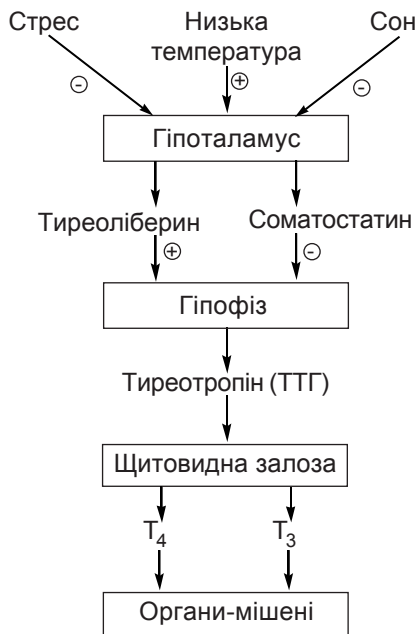 Стрес Низька температура Сон
⊖ ⊕ ⊖
Гіпоталамус
Тиреоліберин Соматостатин
⊕ ⊖
Гіпофіз
Тиреотропін (ТТГ)
Щитовидна залоза
T4 T3
Органи-мішені